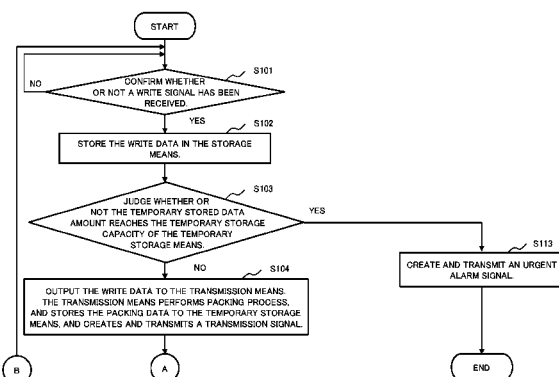 START
S101
NO
CONFIRM WHETHER
OR NOT A WRITE SIGNAL HAS BEEN
RECEIVED.
YES
S102
STORE THE WRITE DATA IN THE STORAGE
MEANS.
S103
JUDGE WHETHER OR
NOT THE TEMPORARY STORED DATA
AMOUNT REACHES THE TEMPORARY STORAGE
CAPACITY OF THE TEMPORARY
STORAGE MEANS.
YES
NO
S104
OUTPUT THE WRITE DATA TO THE TRANSMISSION MEANS.
THE TRANSMISSION MEANS PERFORMS PACKING PROCESS,
AND STORES THE PACKING DATA TO THE TEMPORARY STORAGE
MEANS, AND CREATES AND TRANSMITS A TRANSMISSION SIGNAL.
S113
CREATE AND TRANSMIT AN URGENT
ALARM SIGNAL.
B
A
END